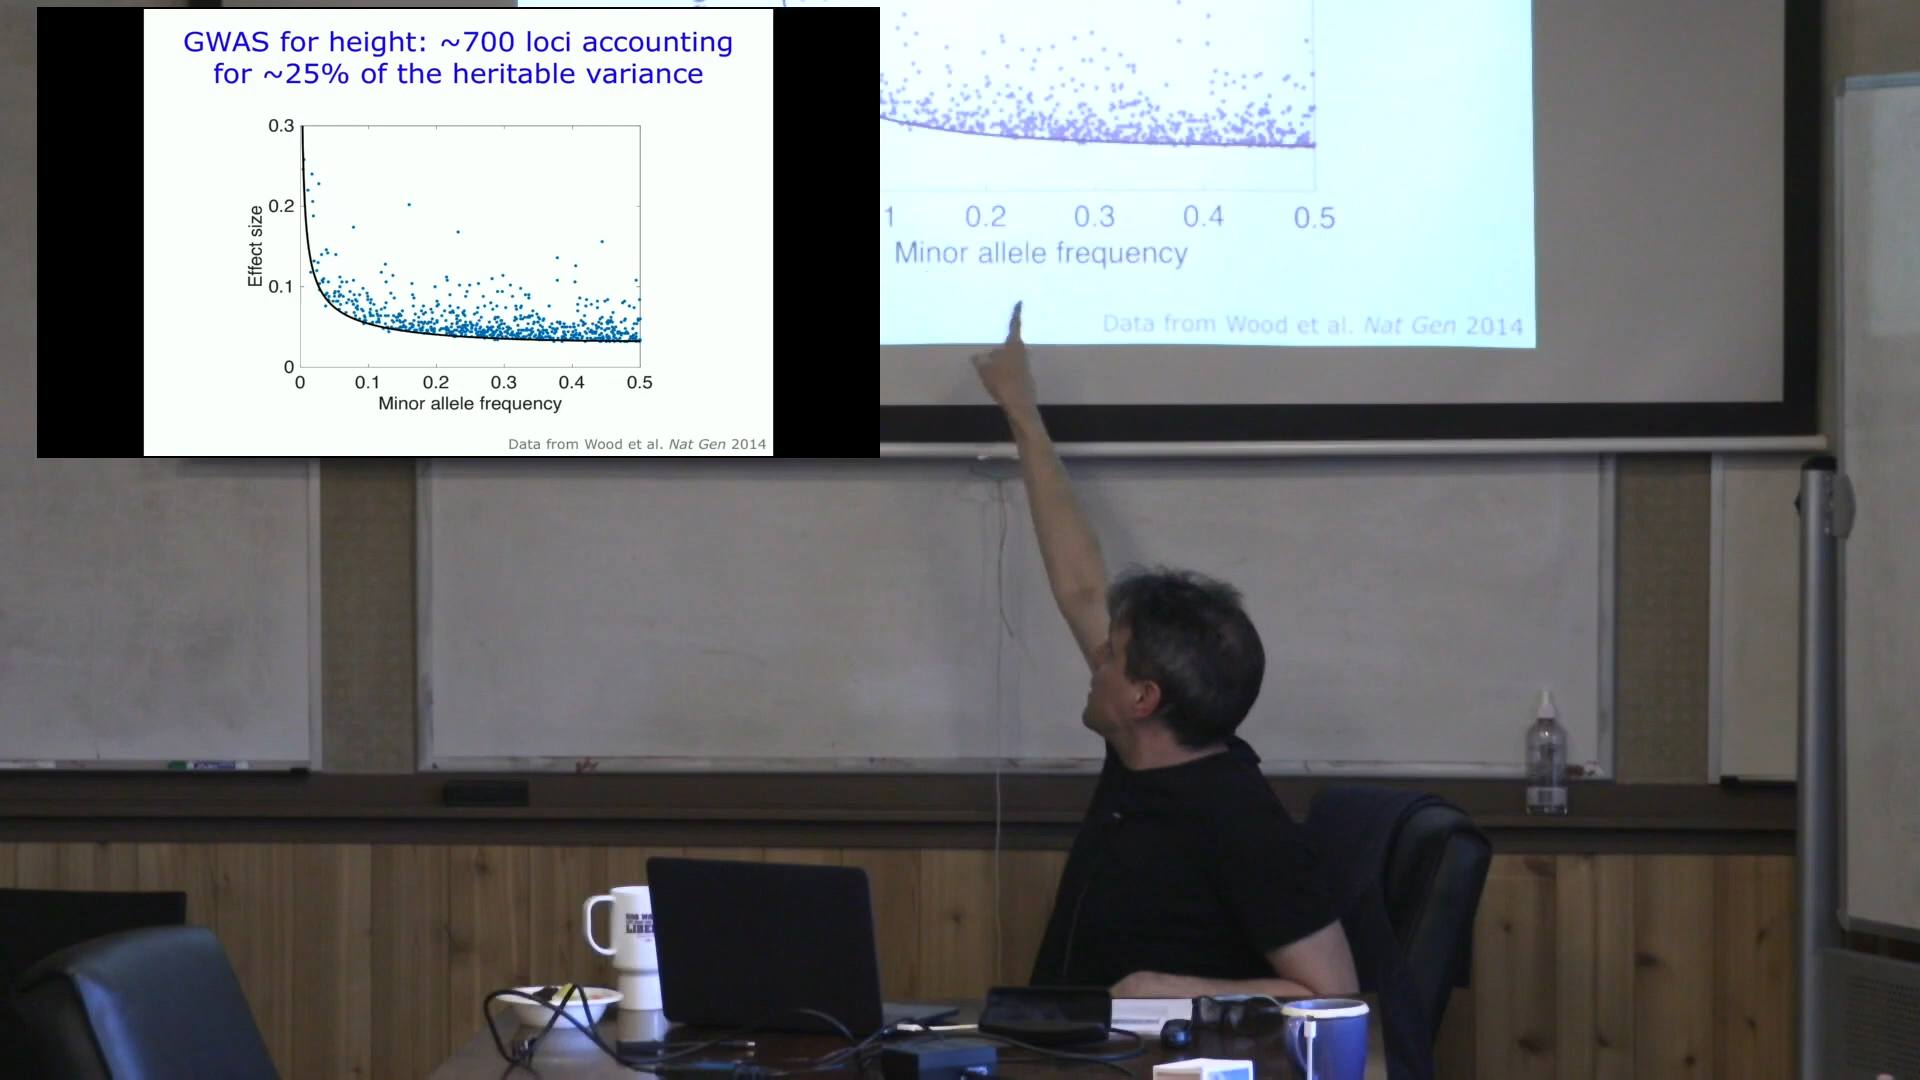 GWAS for height: ~700 loci accounting
for ~25% of the heritable variance
0.3
0.2
0.1
0
Effect size
0 0.1 0.2 0.3 0.4 0.5
Minor allele frequency
Data from Wood et al. Nat Gen 2014
1 0.2 0.3 0.4 0.5
Minor allele frequency
Data from Wood et al. Nat Gen 2014